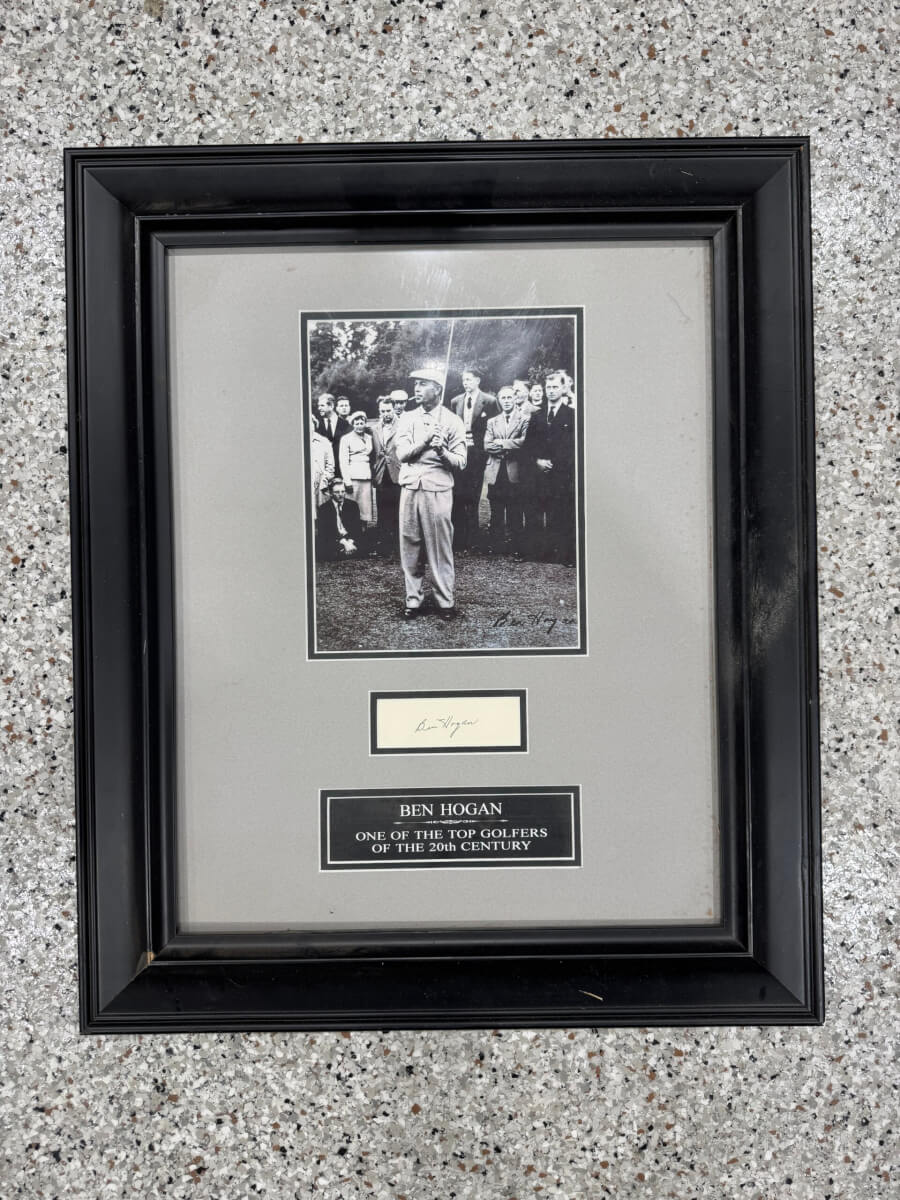 Ben Hogan
Ben Hogan
BEN HOGAN
ONE OF THE TOP GOLFERS
OF THE 20th CENTURY